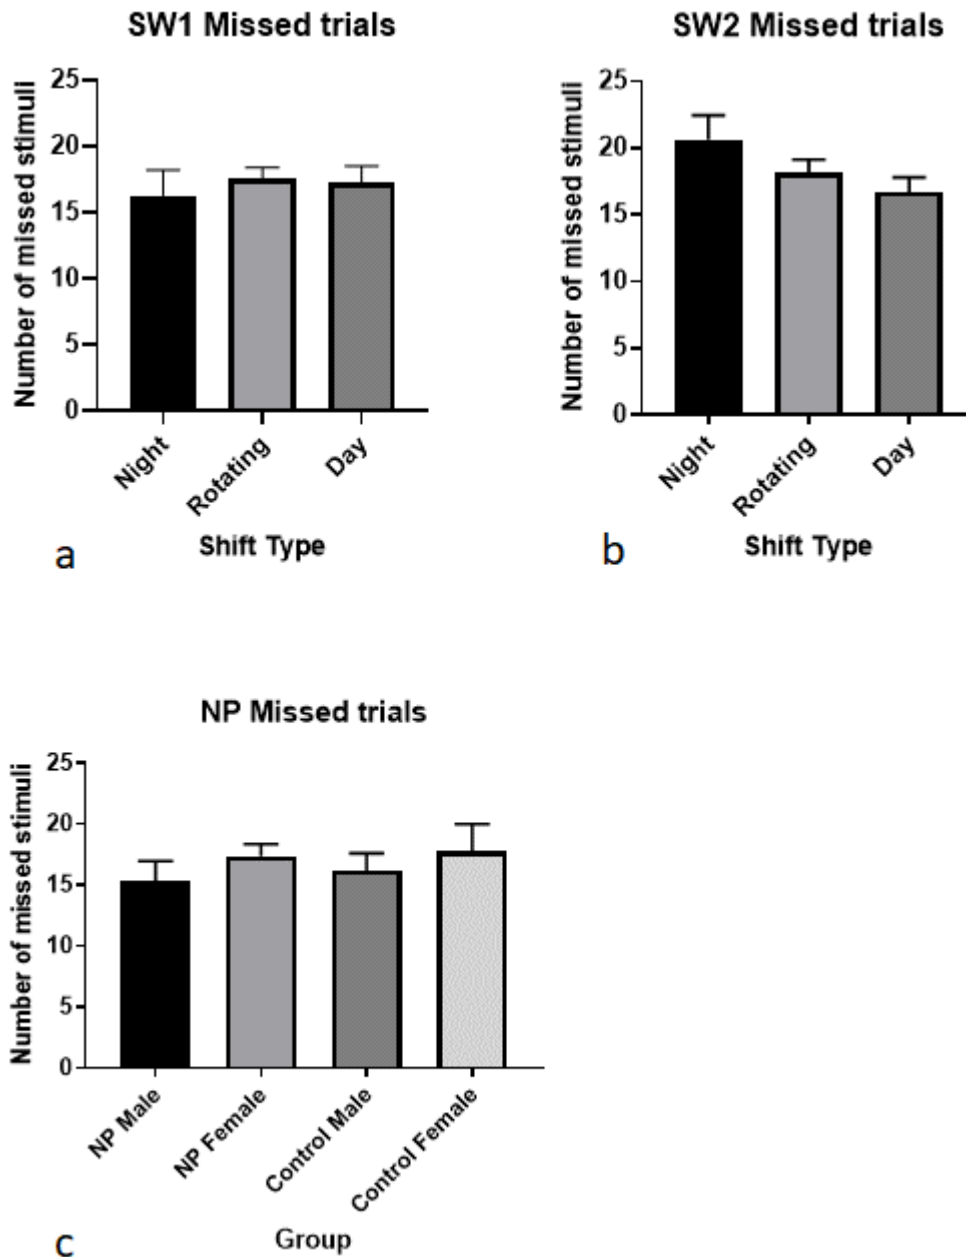 SW1 Missed trials
Number of missed stimuli
25
20
15
10
5
0
Night
Rotating
Day
Shift Type
a
SW2 Missed trials
Number of missed stimuli
25
20
15
10
5
0
Night
Rotating
Day
Shift Type
b
NP Missed trials
Number of missed stimuli
25
20
15
10
5
0
NP Male
NP Female
Control Male
Control Female
Group
c